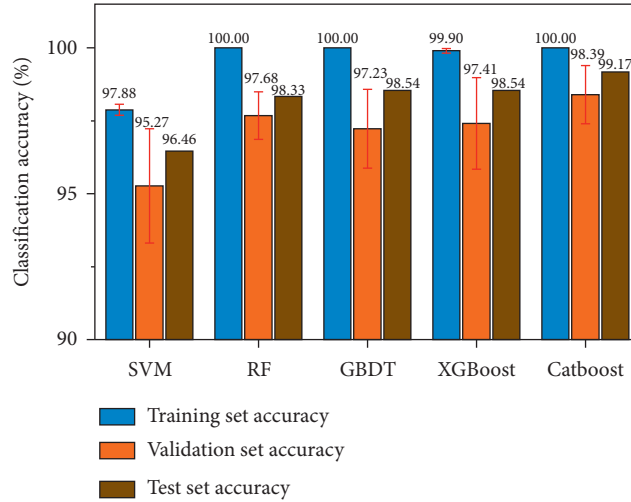 Classification accuracy (%)
100
95
90
97.88
95.27
96.46
100.00
97.68
98.33
100.00
97.23
98.54
99.90
97.41
98.54
100.00
98.39
99.17
SVM
RF
GBDT
XGBoost
Catboost
Training set accuracy
Validation set accuracy
Test set accuracy